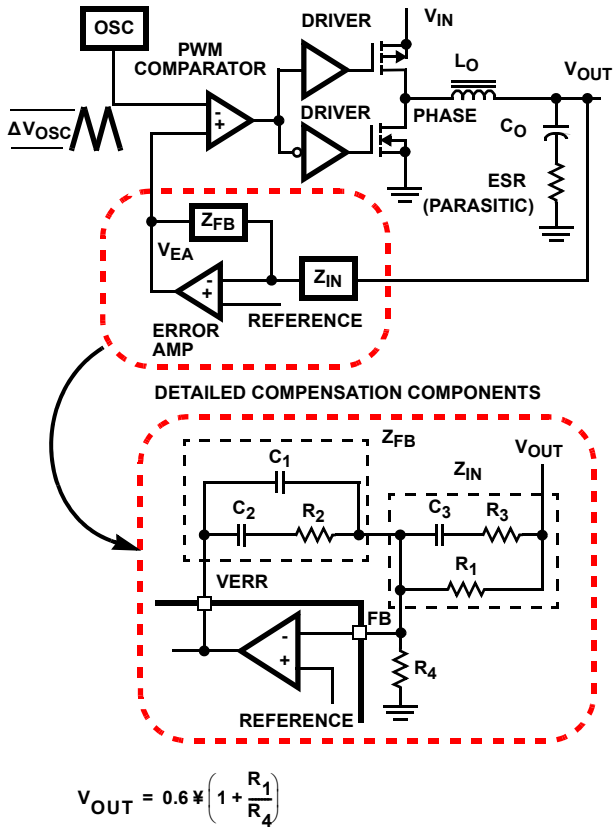 OSC
PWM
COMPARATOR
DRIVER
VIN
LO
VOUT
-
+
DRIVER
PHASE
CO
ΔVOSC
ESR
(PARASITIC)
ZFB
VEA
ZIN
-
+
REFERENCE
ERROR
AMP
DETAILED COMPENSATION COMPONENTS
ZFB
VOUT
C1
ZIN
C2
R2
C3
R3
R1
VERR
FB
-
+
R4
REFERENCE
VOUT = 0.6 ¥ (1 + R1/R4)